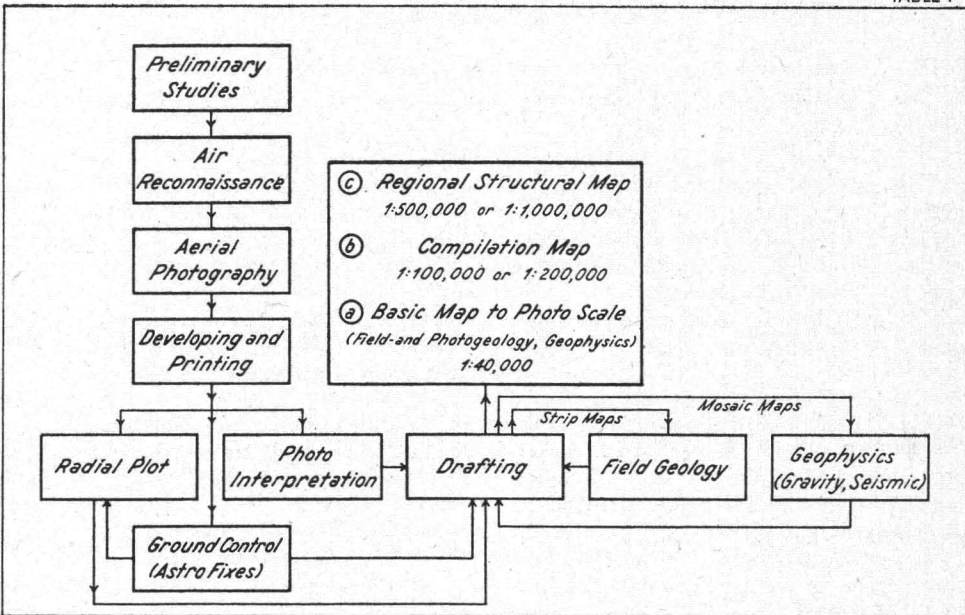 Preliminary
Studies
Air
Reconnaissance
Aerial
Photography
Developing and
Printing
c Regional Structural Map
1:500,000 or 1:1,000,000
b Compilation Map
1:100,000 or 1:200,000
a Basic Map to Photo Scale
(Field-and Photogeology, Geophysics)
1:40,000
Strip Maps
Mosaic Maps
Radial Plot
Photo
Interpretation
Drafting
Field Geology
Geophysics
(Gravity, Seismic)
Ground Control
(Astro Fixes)